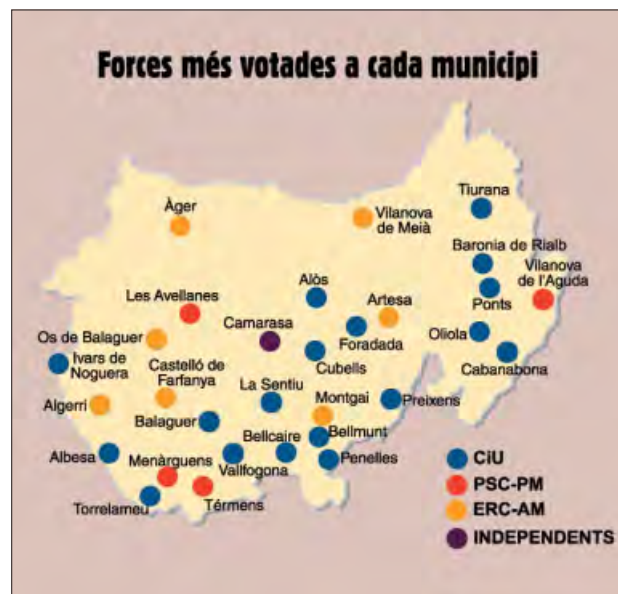 Forces més votades a cada municipi
Tiurana
Àger
Vilanova
de Meià
Baronia de Rialb
Vilanova
de l'Aguda
Les Avellanes
Alòs
Artesa
Ponts
Camarasa
Os de Balaguer
Foradada
Oliola
Ivars de
Noguera
Castelló de
Farfanya
Cubells
Cabanabona
La Sentiu
Montgai
Preixens
Algerri
Balaguer
Bellcaire
Bellmunt
Albesa
Menàrguens
Vallfogona
Penelles
Torrelameu
Térmens
CiU
PSC-PM
ERC-AM
INDEPENDENTS